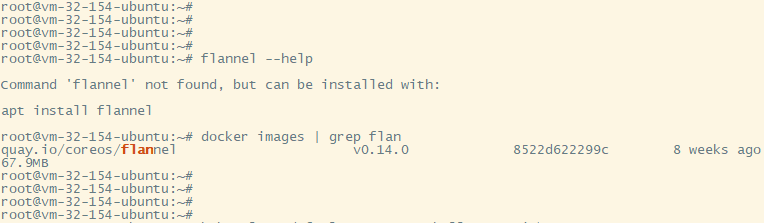 root@vm-32-154-ubuntu:~#
root@vm-32-154-ubuntu:~#
root@vm-32-154-ubuntu:~#
root@vm-32-154-ubuntu:~#
root@vm-32-154-ubuntu:~# flannel --help
Command 'flannel' not found, but can be installed with:
apt install flannel
root@vm-32-154-ubuntu:~# docker images | grep flan
quay.io/coreos/flannel v0.14.0 8522d622299c 8 weeks ago
67.9MB
root@vm-32-154-ubuntu:~#
root@vm-32-154-ubuntu:~#
root@vm-32-154-ubuntu:~#
root@vm-32-154-ubuntu:~#